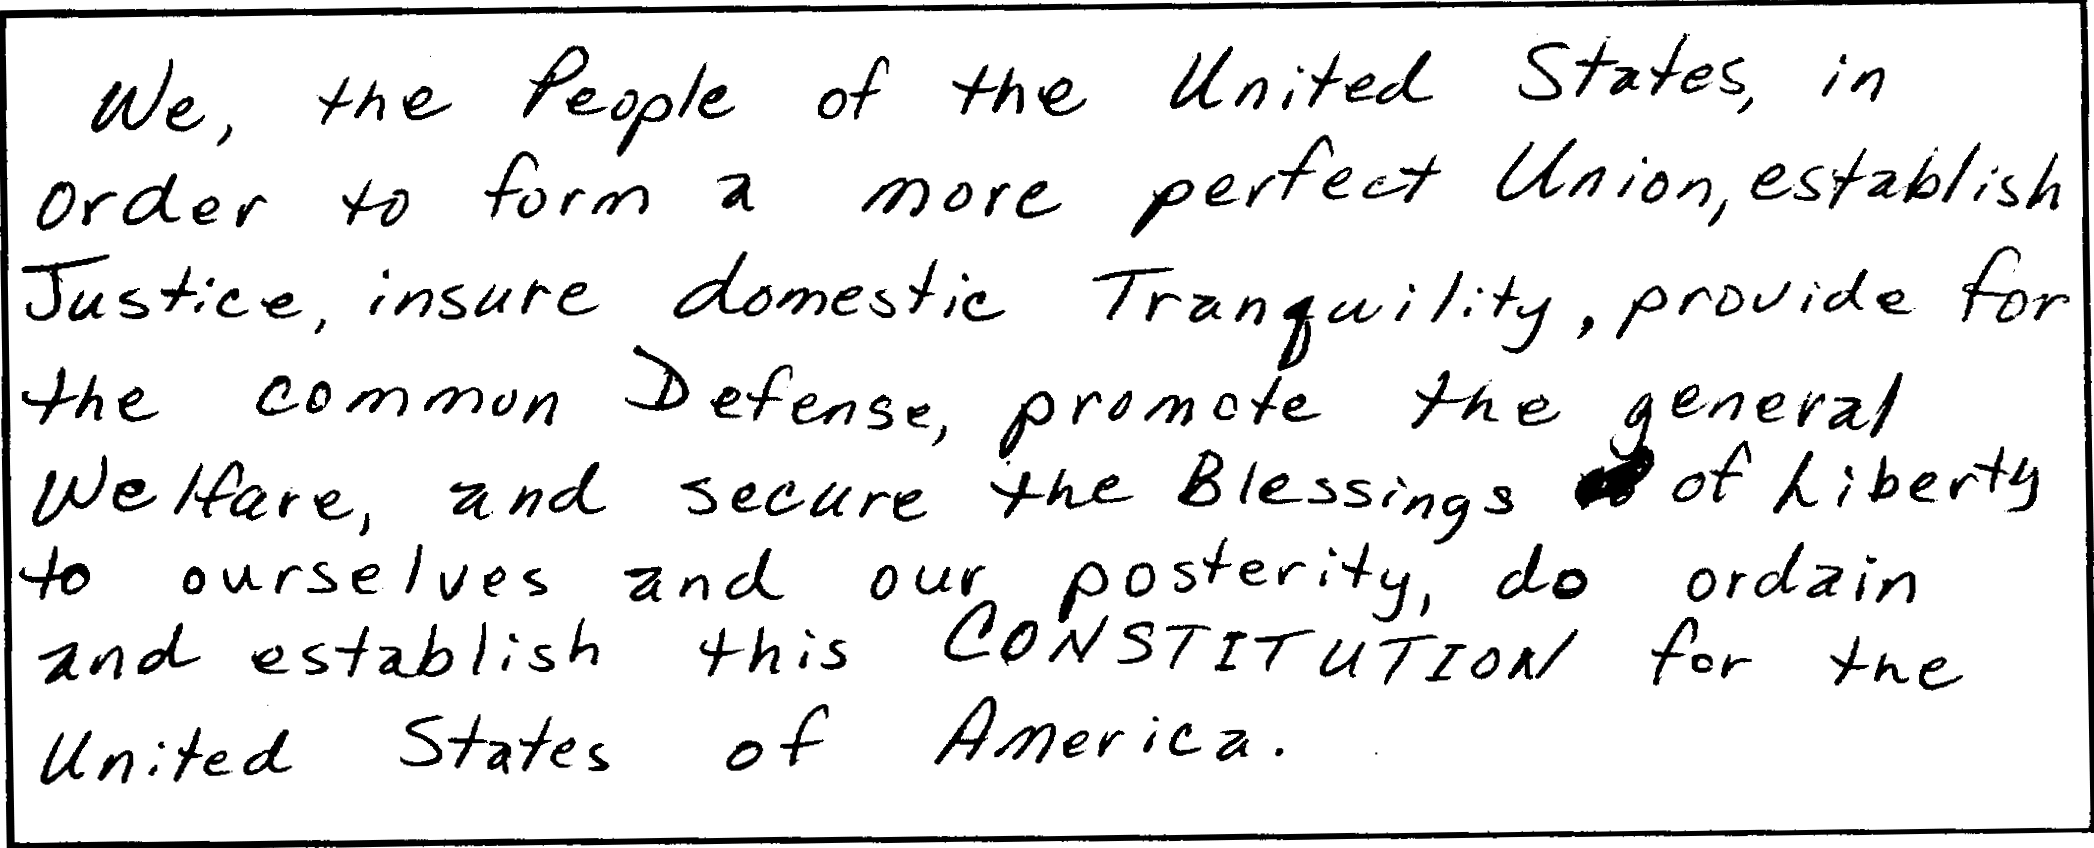 We, the People of the United States, in
order to form a more perfect Union, establish
Justice, insure domestic Tranquility, provide for
the common Defense, promote the general
Welfare, and secure the Blessings of Liberty
to ourselves and our posterity, do ordain
and establish this CONSTITUTION for the
United States of America.